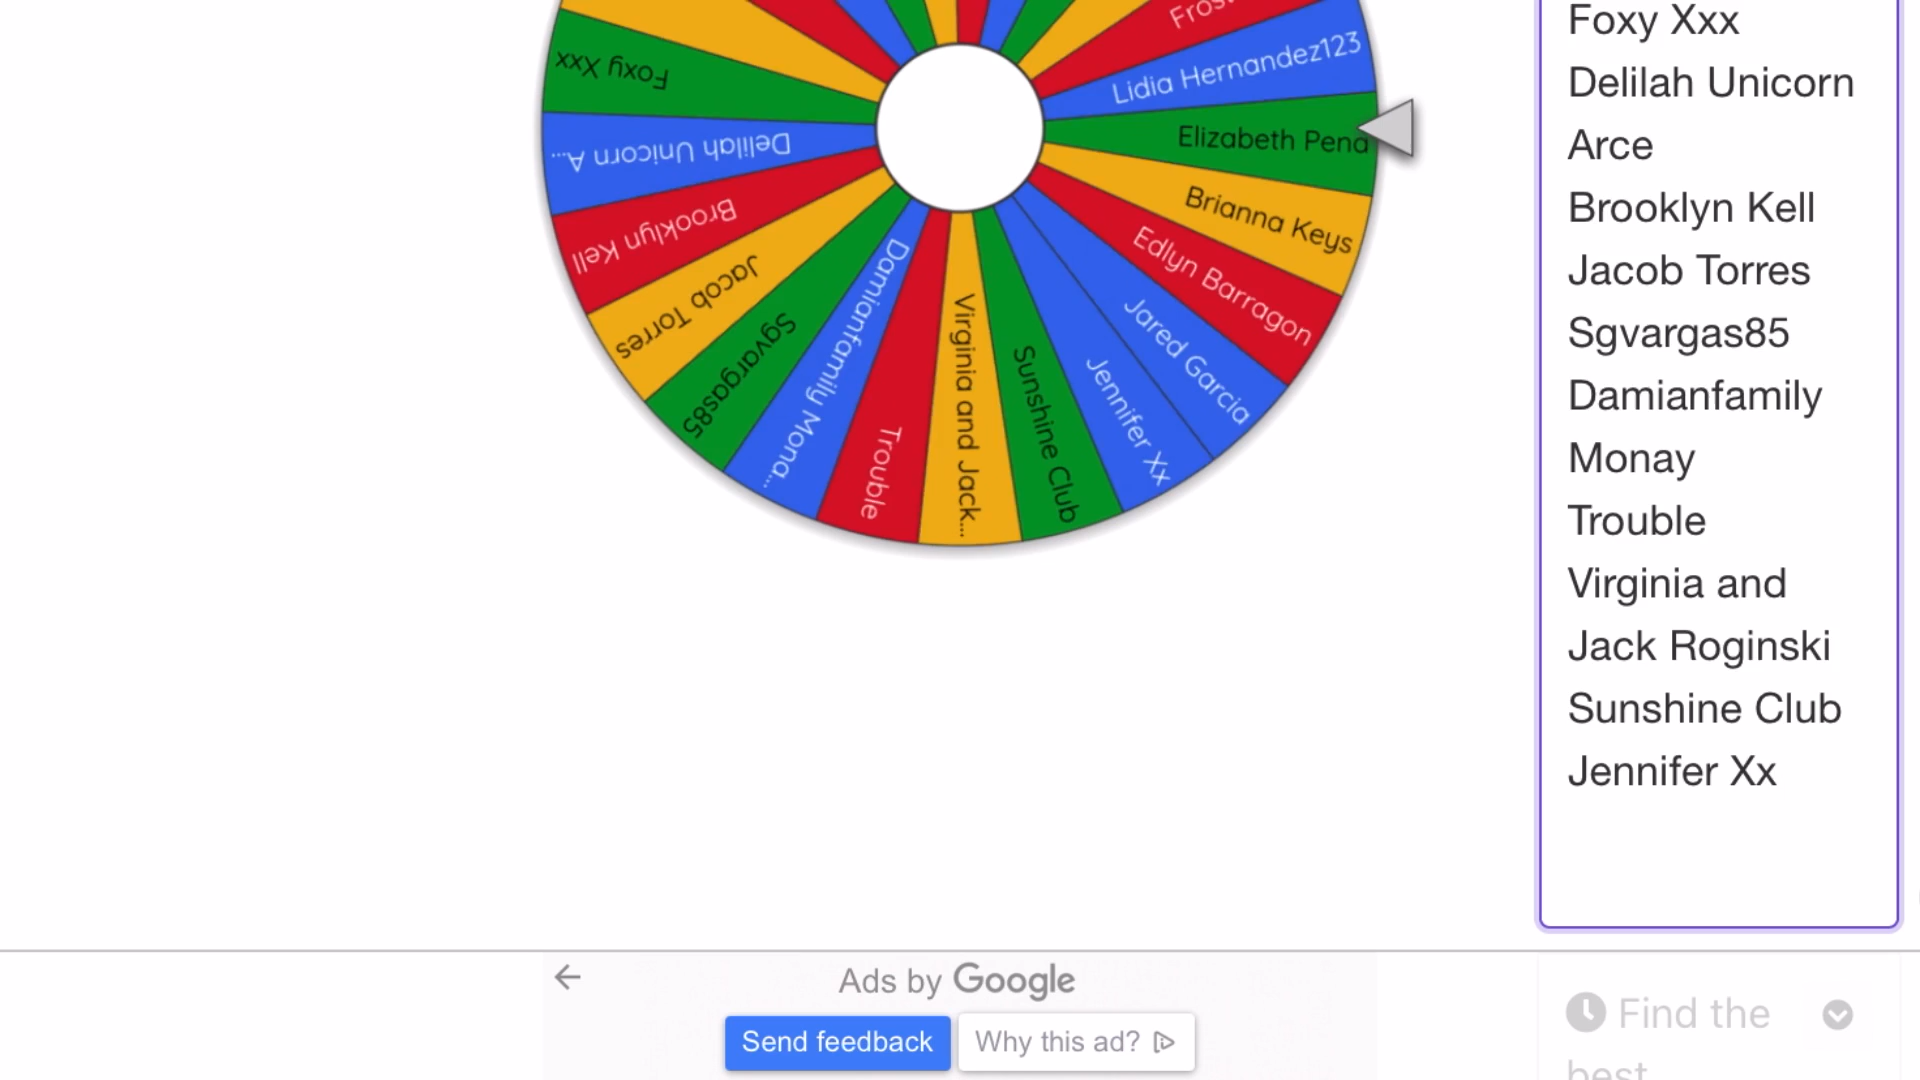 Fros
Lidia Hernandez123
Elizabeth Pena
Brianna Keys
Edlyn Barragon
Jared Garcia
Jennifer Xx
Sunshine Club
Virginia and Jack...
Trouble
Damianfamily Mona...
Sgvargas85
Jacob Torres
Brooklyn Kell
Delilah Unicorn A...
Foxy Xxx
Foxy Xxx
Delilah Unicorn
Arce
Brooklyn Kell
Jacob Torres
Sgvargas85
Damianfamily
Monay
Trouble
Virginia and
Jack Roginski
Sunshine Club
Jennifer Xx
Ads by Google
Send feedback
Why this ad?
Find the
best